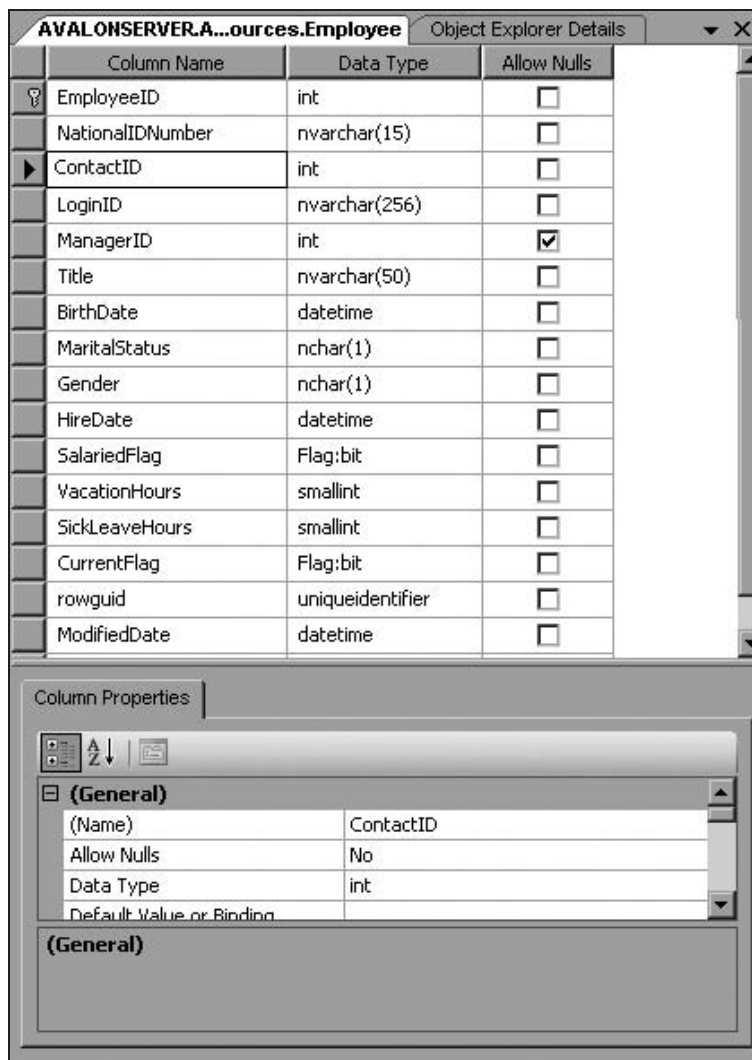 AVALONSERVER.A...ources.Employee Object Explorer Details
Column Name Data Type Allow Nulls
EmployeeID int
NationalIDNumber nvarchar(15)
ContactID int
LoginID nvarchar(256)
ManagerID int
Title nvarchar(50)
BirthDate datetime
MaritalStatus nchar(1)
Gender nchar(1)
HireDate datetime
SalariedFlag Flag:bit
VacationHours smallint
SickLeaveHours smallint
CurrentFlag Flag:bit
rowguid uniqueidentifier
ModifiedDate datetime
Column Properties
(General)
(Name) ContactID
Allow Nulls No
Data Type int
Default Value or Binding
(General)